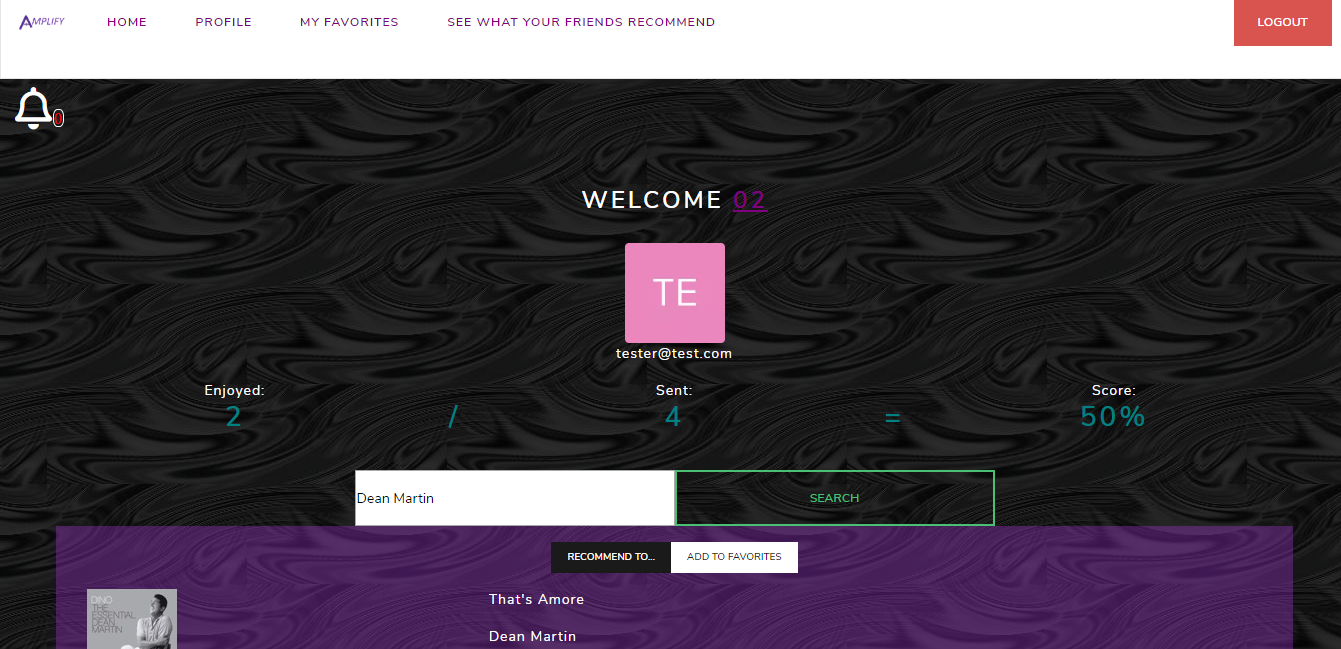 AMPLIFY HOME PROFILE MY FAVORITES SEE WHAT YOUR FRIENDS RECOMMEND LOGOUT
0
WELCOME 02
TE
tester@test.com
Enjoyed: Sent: Score:
2 / 4 = 50%
Dean Martin SEARCH
RECOMMEND TO... ADD TO FAVORITES
DINO
THE
ESSENTIAL
DEAN
MARTIN
That's Amore
Dean Martin